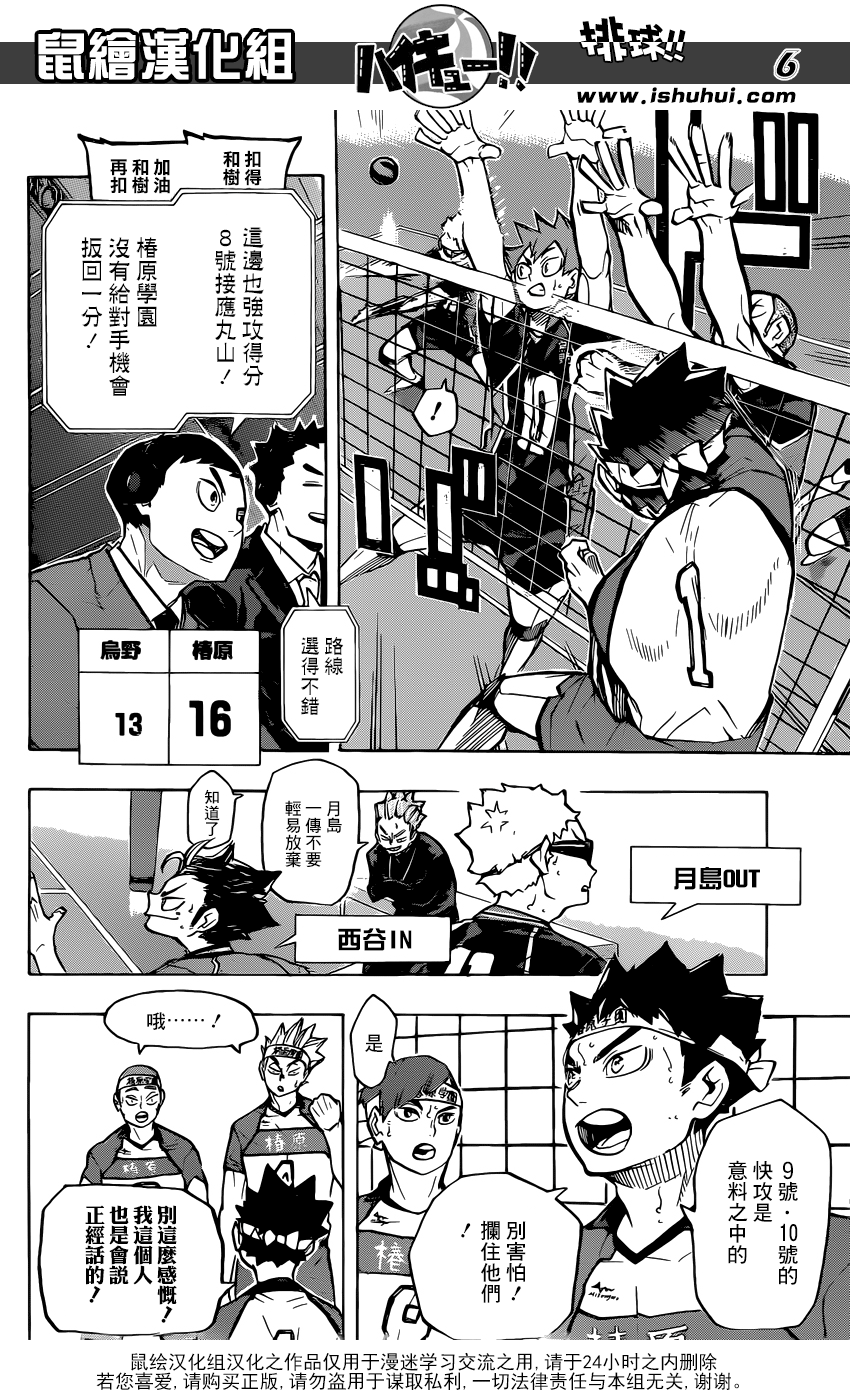 鼠繪漢化組
ハイキュー!!
排球!!
6
www.ishuhui.com
扣得
和樹
加油
和樹
再扣
這邊也強攻得分
8號接應丸山！
椿原學園
沒有給對手機會
扳回一分！
！
1
路線
選得不錯
烏野
椿原
13
16
月島OUT
月島
一傳不要
輕易放棄
知道了
西谷IN
9號·10號的
快攻是
意料之中的
是
別害怕！
攔住他們
！
椿
哦……！
椿原
別這麼感慨！
我這個人
也是會說
正經話的！
椿原
鼠绘汉化组汉化之作品仅用于漫迷学习交流之用,请于24小时之内删除
若您喜爱,请购买正版,请勿盗用于谋取私利,一切法律责任与本组无关,谢谢。